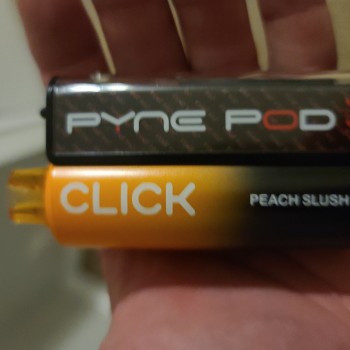 PYNE POD
CLICK
PEACH SLUSH